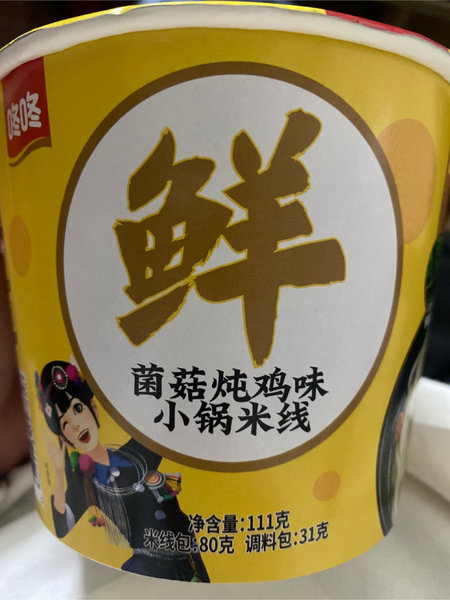 咚咚
鲜
菌菇炖鸡味
小锅米线
净含量:111克
米线包:80克 调料包:31克